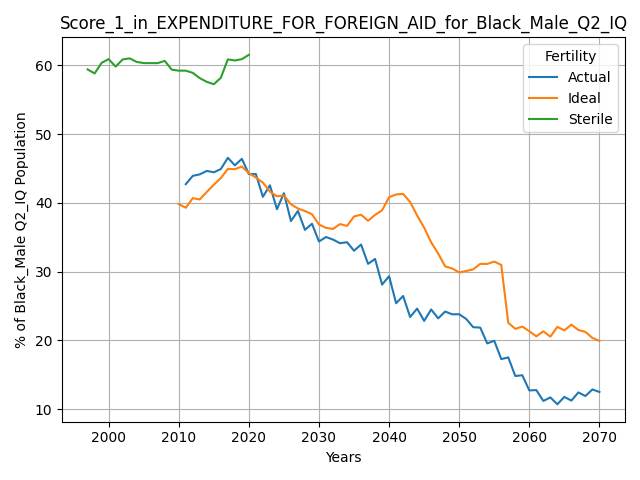 Score_1_in_EXPENDITURE_FOR_FOREIGN_AID_for_Black_Male_Q2_IQ
Fertility
Actual
Ideal
Sterile
% of Black_Male Q2_IQ Population
60
50
40
30
20
10
2000 2010 2020 2030 2040 2050 2060 2070
Years